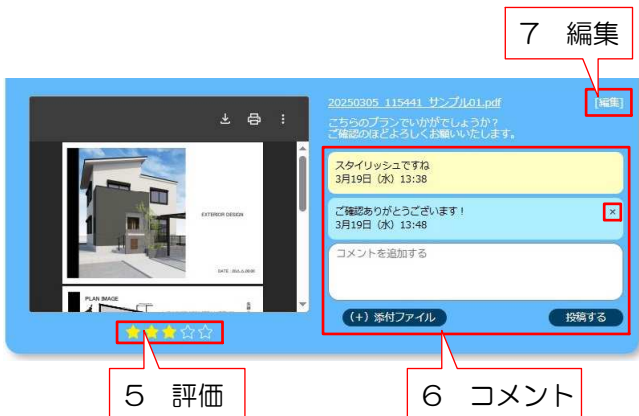 7 編集
20250305_115441_サンプル01.pdf
[編集]
こちらのプランでいかがでしょうか?
ご確認のほどよろしくお願いいたします。
スタイリッシュですね
3月19日（水）13:38
ご確認ありがとうございます！
3月19日（水）13:48
×
コメントを追加する
(+) 添付ファイル
投稿する
EXTERIOR DESIGN
PLAN IMAGE
5 評価
6 コメント